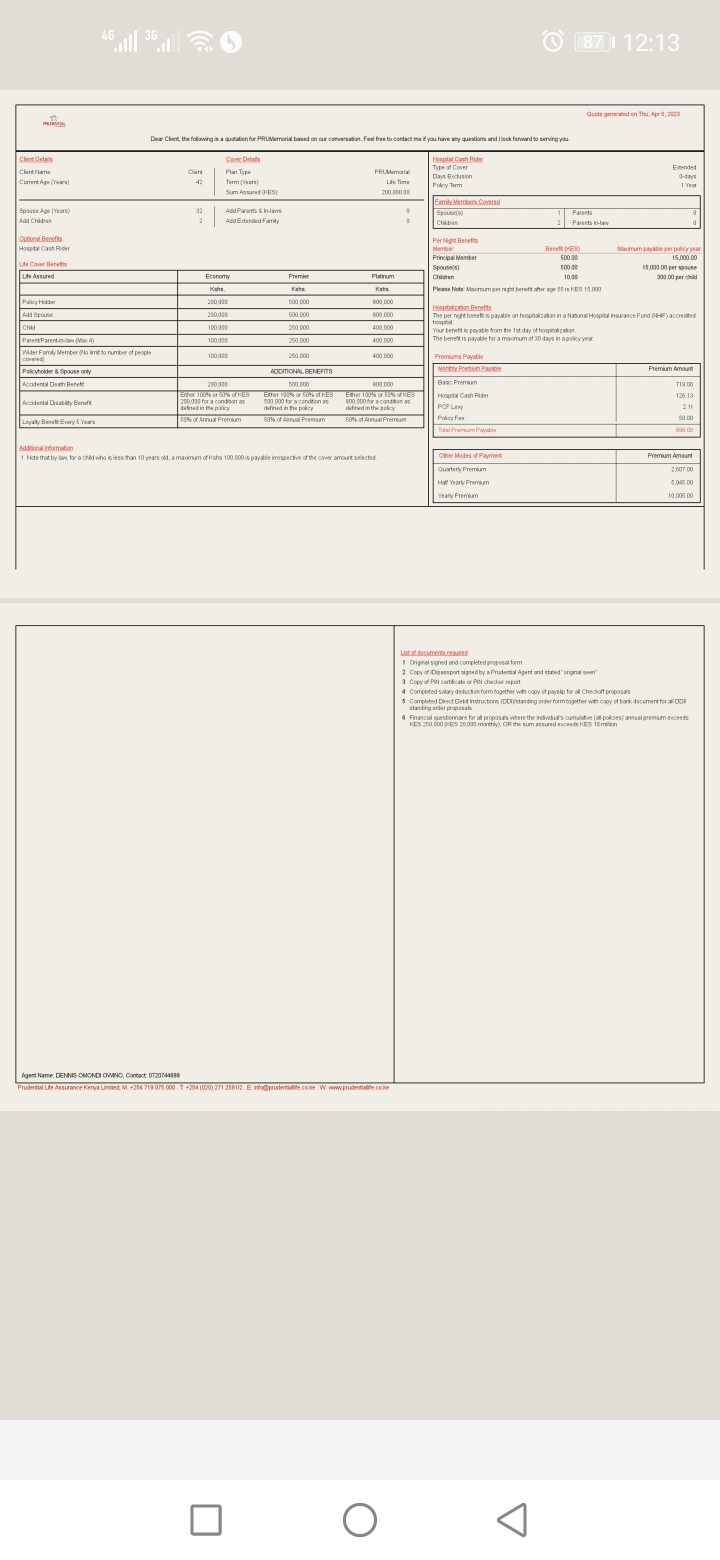 4G 3G 87 12:13
PRUDENTIAL
Quote generated on Thu, Apr 6, 2023
Dear Client, the following is a quotation for PRUMemorial based on our conversation. Feel free to contact me if you have any questions and I look forward to serving you.
Client Details
Client Name Client
Current Age (Years) 42
Cover Details
Plan Type PRUMemorial
Term (Years) Life Time
Sum Assured (KES) 200,000.00
Spouse Age (Years) 32 Add Parents & In-laws 0
Add Children 2 Add Extended Family 0
Optional Benefits
Hospital Cash Rider
Life Cover Benefits
Life Assured Economy Premier Platinum
Kshs. Kshs. Kshs.
Policy Holder 200,000 500,000 800,000
Add Spouse 200,000 500,000 800,000
Child 100,000 250,000 400,000
Parent/Parent-in-law (Max 4) 100,000 250,000 400,000
Wider Family Member (No limit to number of people covered) 100,000 250,000 400,000
Policyholder & Spouse only ADDITIONAL BENEFITS
Accidental Death Benefit 200,000 500,000 800,000
Accidental Disability Benefit Either 100% or 50% of KES 200,000 for a condition as defined in the policy Either 100% or 50% of KES 500,000 for a condition as defined in the policy Either 100% or 50% of KES 800,000 for a condition as defined in the policy
Loyalty Benefit Every 5 Years 50% of Annual Premium 50% of Annual Premium 50% of Annual Premium
Additional Information
1. Note that by law, for a child who is less than 10 years old, a maximum of Kshs 100,000 is payable irrespective of the cover amount selected.
Hospital Cash Rider
Type of Cover Extended
Days Exclusion 0-days
Policy Term 1 Year
Family Members Covered
Spouse(s) 1 Parents 0
Children 2 Parents in-law 0
Per Night Benefits
Member Benefit (KES) Maximum payable per policy year
Principal Member 500.00 15,000.00
Spouse(s) 500.00 15,000.00 per spouse
Children 10.00 300.00 per child
Please Note: Maximum per night benefit after age 55 is KES 15,000
Hospitalization Benefits
The per night benefit is payable on hospitalization in a National Hospital Insurance Fund (NHIF) accredited
hospital.
Your benefit is payable from the 1st day of hospitalization.
The benefit is payable for a maximum of 30 days in a policy year.
Premiums Payable
Monthly Premium Payable Premium Amount
Basic Premium 719.00
Hospital Cash Rider 126.13
PCF Levy 2.11
Policy Fee 50.00
Total Premium Payable 898.00
Other Modes of Payment Premium Amount
Quarterly Premium 2,607.00
Half Yearly Premium 5,045.00
Yearly Premium 10,005.00
List of documents required
1 Original signed and completed proposal form
2 Copy of ID/passport signed by a Prudential Agent and stated "original seen"
3 Copy of PIN certificate or PIN checker report
4 Completed salary deduction form together with copy of payslip for all Checkoff proposals
5 Completed Direct Debit Instructions (DDI)/standing order form together with copy of bank document for all DDI/
standing order proposals
6 Financial questionnaire for all proposals where the individual's cumulative (all policies) annual premium exceeds
KES 250,000 (KES 20,000 monthly), OR the sum assured exceeds KES 10 million
Agent Name: DENNIS OMONDI OWINO, Contact: 0720744699
Prudential Life Assurance Kenya Limited, M: +254 719 075 000 . T: +254 (020) 271 2591/2 . E: info@prudentiallife.co.ke . W: www.prudentiallife.co.ke